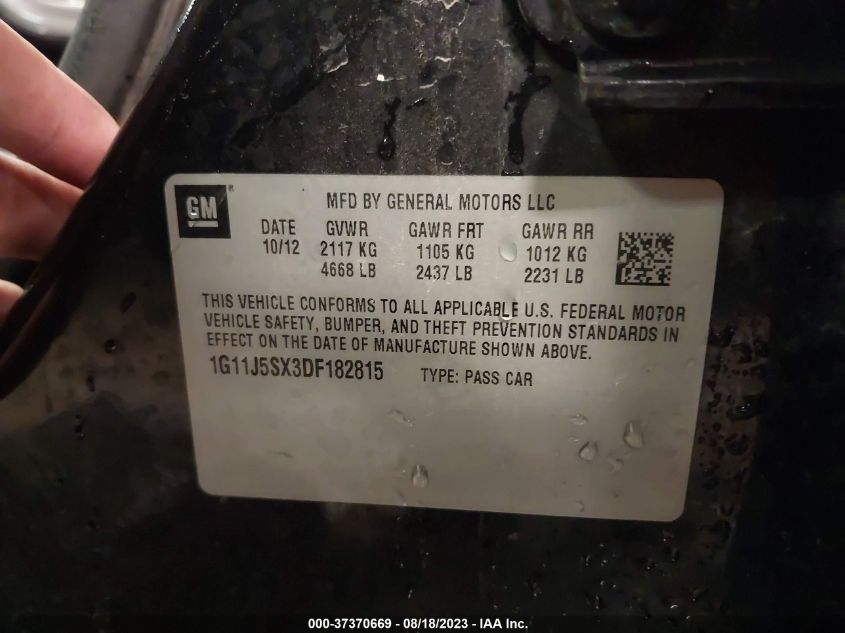 GM ®
MFD BY GENERAL MOTORS LLC
DATE GVWR GAWR FRT GAWR RR
10/12 2117 KG 1105 KG 1012 KG
4668 LB 2437 LB 2231 LB
THIS VEHICLE CONFORMS TO ALL APPLICABLE U.S. FEDERAL MOTOR
VEHICLE SAFETY, BUMPER, AND THEFT PREVENTION STANDARDS IN
EFFECT ON THE DATE OF MANUFACTURE SHOWN ABOVE.
1G11J5SX3DF182815 TYPE: PASS CAR
000-37370669 - 08/18/2023 - IAA Inc.